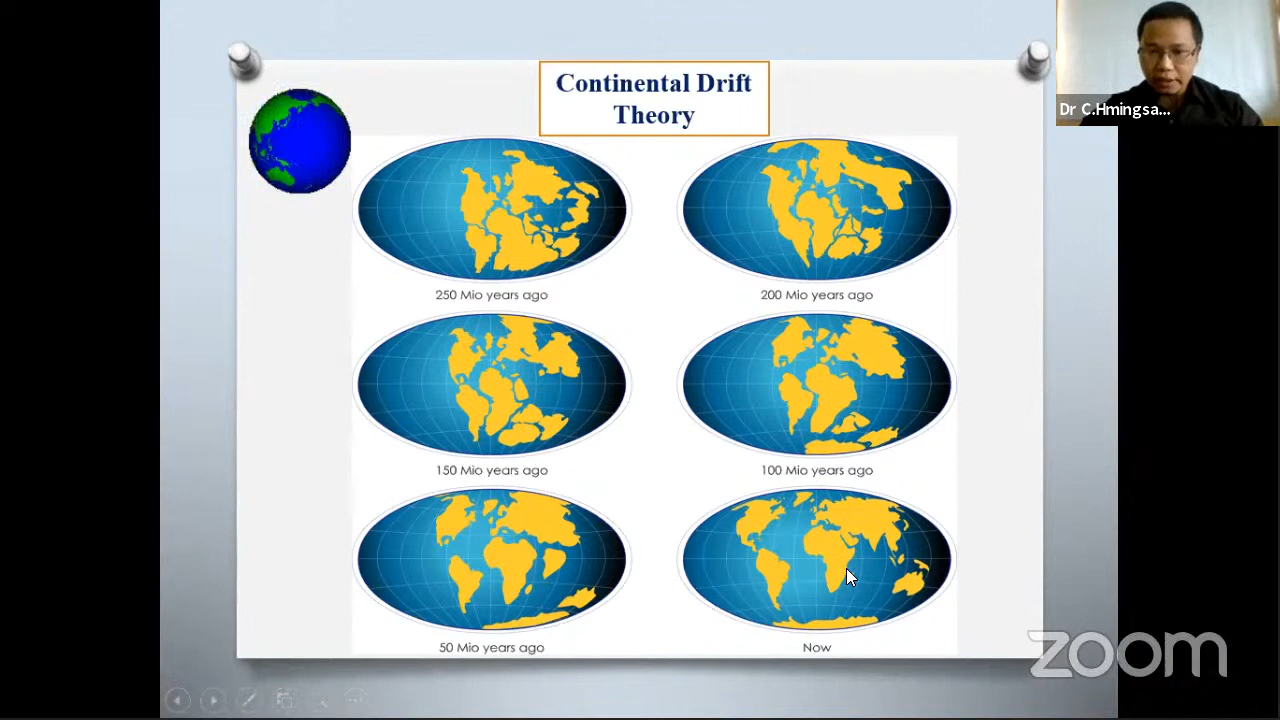 Continental Drift
Theory
Dr C.Hmingsa...
250 Mio years ago
200 Mio years ago
150 Mio years ago
100 Mio years ago
50 Mio years ago
Now
zoom